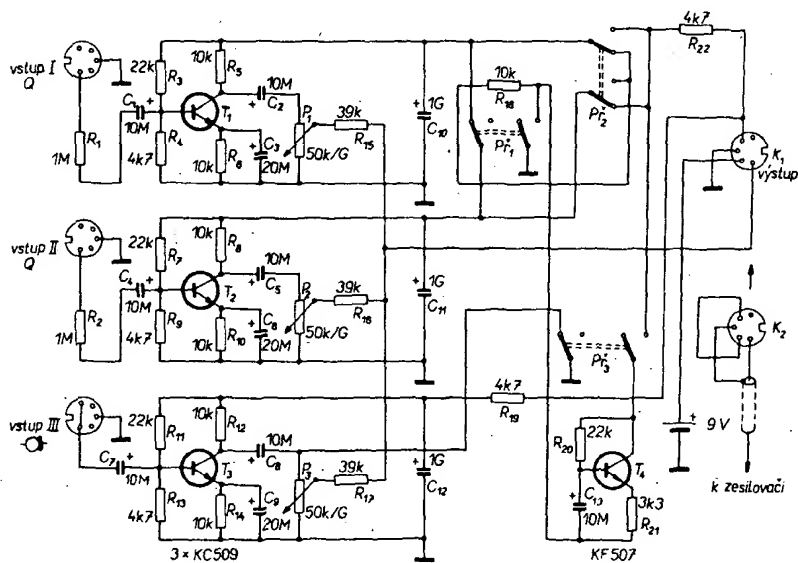 vstup I
Q
R1
1M
C1
10M
22k
R3
R4
4k7
10k
R5
T1
10k
R6
10M
C2
C3
20M
P1
50k/G
39k
R15
1G
C10
10k
R18
Př1
Př2
4k7
R22
K1
výstup
vstup II
Q
R2
1M
C4
10M
22k
R7
R9
4k7
10k
R8
T2
10k
R10
10M
C5
C6
20M
P2
50k/G
39k
R16
1G
C11
Př3
K2
9V
k zesilovači
vstup III
C7
10M
22k
R11
R13
4k7
10k
R12
T3
10k
R14
10M
C8
C9
20M
P3
50k/G
39k
R17
1G
C12
4k7
R19
R20
22k
T4
C13
10M
3k3
R21
3 × KC509
KF507